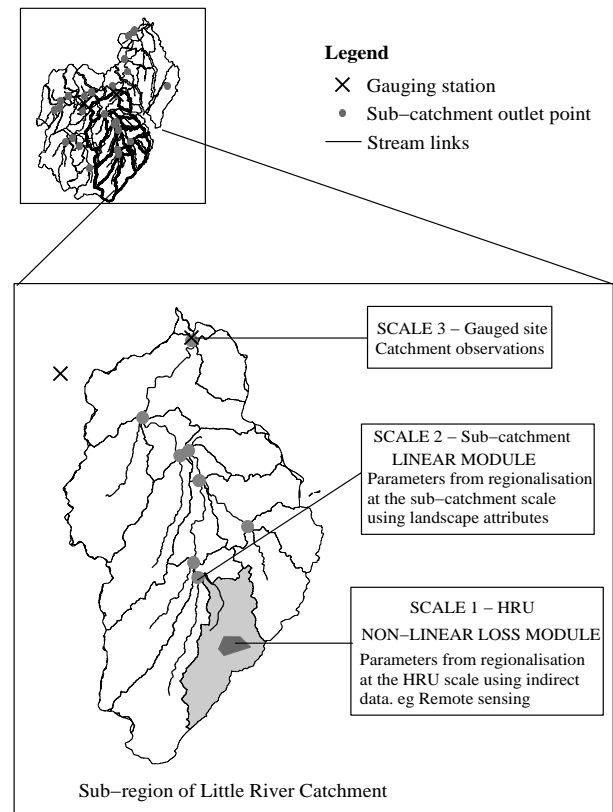 Legend
Gauging station
Sub−catchment outlet point
Stream links
SCALE 3 − Gauged site
Catchment observations
SCALE 2 − Sub−catchment
LINEAR MODULE
Parameters from regionalisation
at the sub−catchment scale
using landscape attributes
SCALE 1 − HRU
NON−LINEAR LOSS MODULE
Parameters from regionalisation
at the HRU scale using indirect
data. eg Remote sensing
Sub−region of Little River Catchment